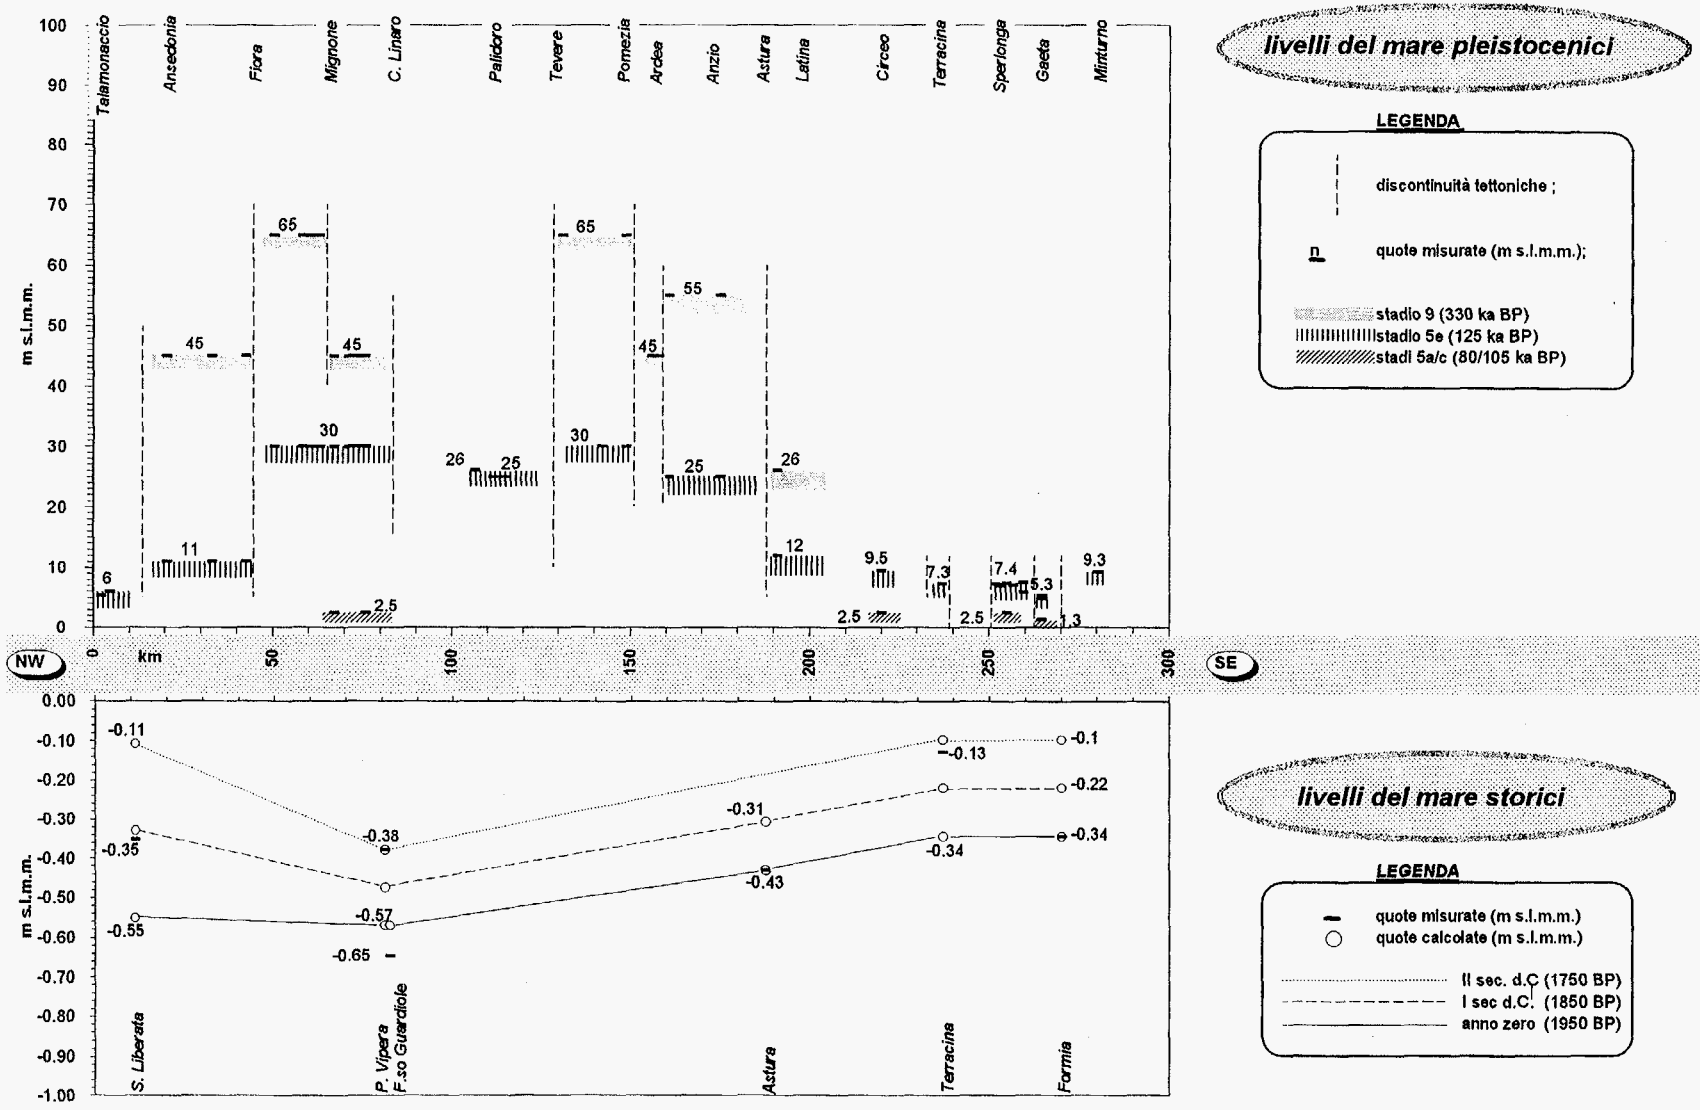 100
90
80
70
60
50
40
30
20
10
0
m s.l.m.m.
Talamonaccio
Ansedonia
Fiora
Mignone
C. Linaro
Palidoro
Tevere
Pomezia
Ardea
Anzio
Astura
Latina
Circeo
Terracina
Sperlonga
Gaeta
Minturno
65
65
55
45
45
45
30
30
26
25
25
26
11
12
6
9.5
7.3
7.4
5.3
9.3
2.5
2.5
2.5
1.3
livelli del mare pleistocenici
LEGENDA
discontinuità tettoniche ;
n quote misurate (m s.l.m.m.);
stadio 9 (330 ka BP)
stadio 5e (125 ka BP)
stadi 5a/c (80/105 ka BP)
NW
0 km 50 100 150 200 250 300
SE
0.00
-0.10
-0.20
-0.30
-0.40
-0.50
-0.60
-0.70
-0.80
-0.90
-1.00
m s.l.m.m.
-0.11
-0.13
-0.1
-0.22
-0.38
-0.31
-0.35
-0.34
-0.34
-0.43
-0.57
-0.55
-0.65
S. Liberata
P. Vipera
F.so Guardiole
Astura
Terracina
Formia
livelli del mare storici
LEGENDA
quote misurate (m s.l.m.m.)
quote calcolate (m s.l.m.m.)
II sec. d.C (1750 BP)
I sec d.C. (1850 BP)
anno zero (1950 BP)